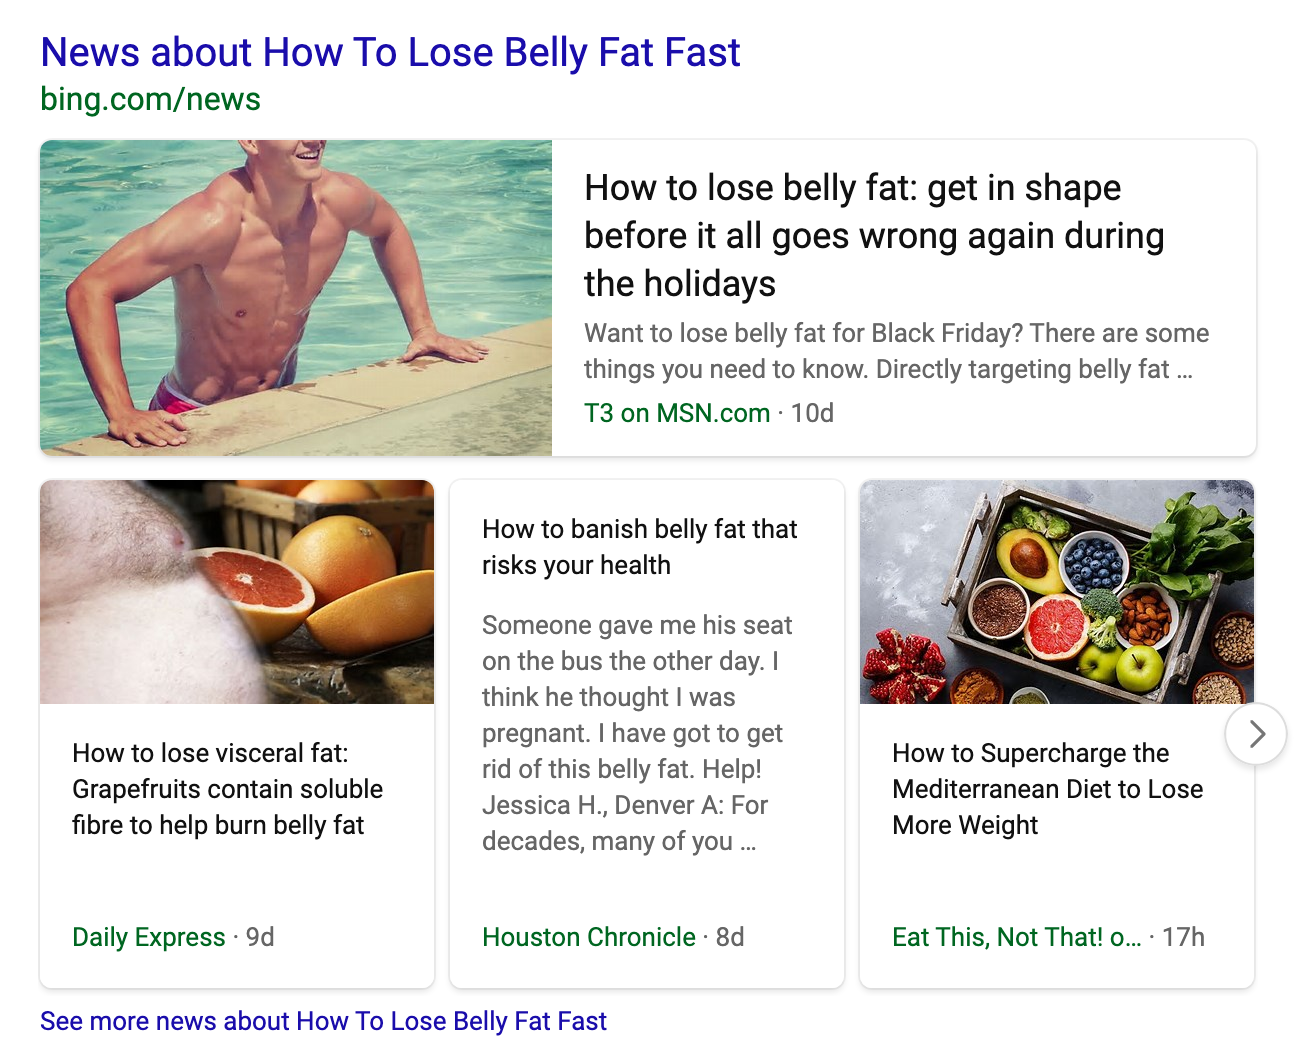 News about How To Lose Belly Fat Fast
bing.com/news
How to lose belly fat: get in shape
before it all goes wrong again during
the holidays
Want to lose belly fat for Black Friday? There are some
things you need to know. Directly targeting belly fat ...
T3 on MSN.com · 10d
How to lose visceral fat:
Grapefruits contain soluble
fibre to help burn belly fat
Daily Express · 9d
How to banish belly fat that
risks your health
Someone gave me his seat
on the bus the other day. I
think he thought I was
pregnant. I have got to get
rid of this belly fat. Help!
Jessica H., Denver A: For
decades, many of you ...
Houston Chronicle · 8d
How to Supercharge the
Mediterranean Diet to Lose
More Weight
Eat This, Not That! o... · 17h
See more news about How To Lose Belly Fat Fast